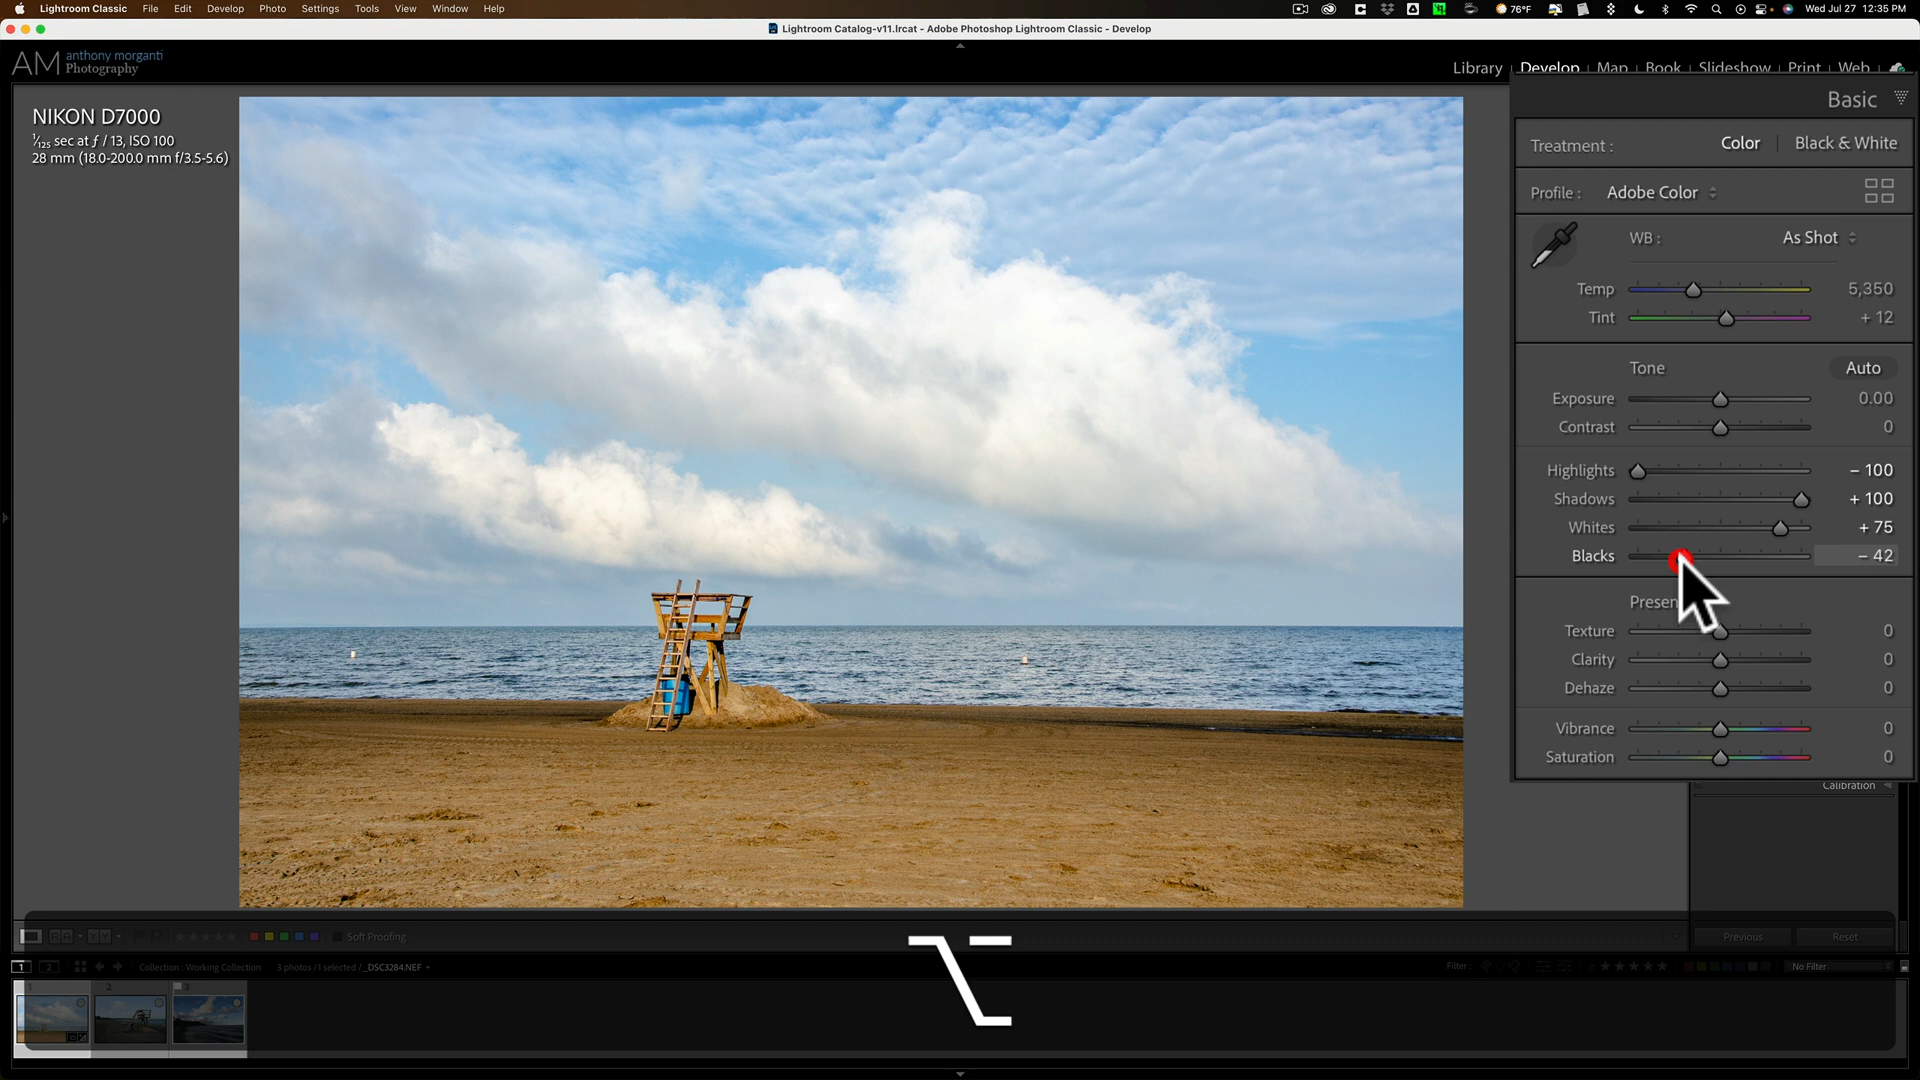 Lightroom Classic File Edit Develop Photo Settings Tools View Window Help 76°F Wed Jul 27 12:35 PM
Lightroom Catalog-v11.lrcat - Adobe Photoshop Lightroom Classic - Develop
AM anthony morganti
Photography
Library Develop Map Book Slideshow Print Web
NIKON D7000
1/125 sec at f / 13, ISO 100
28 mm (18.0-200.0 mm f/3.5-5.6)
Basic
Treatment : Color Black & White
Profile : Adobe Color
WB : As Shot
Temp 5,350
Tint + 12
Tone Auto
Exposure 0.00
Contrast 0
Highlights – 100
Shadows + 100
Whites + 75
Blacks – 42
Presen
Texture 0
Clarity 0
Dehaze 0
Vibrance 0
Saturation 0
Calibration
Soft Proofing Previous Reset
1 2 Collection : Working Collection 3 photos / 1 selected / _DSC3284.NEF Filter : No Filter
1 2 3